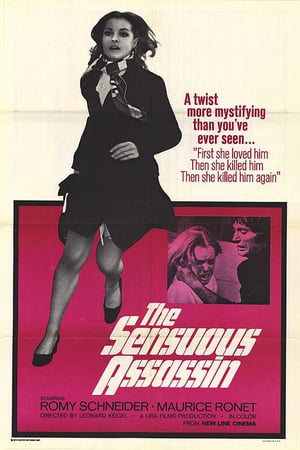 A twist
more mystifying
than you've
ever seen...
"First she loved him
Then she killed him
Then she killed him again"
The
Sensuous
Assassin
STARRING
ROMY SCHNEIDER · MAURICE RONET
DIRECTED BY LEONARD KEIGEL · A LIRA FILMS PRODUCTION · IN COLOR
FROM NEW LINE CINEMA